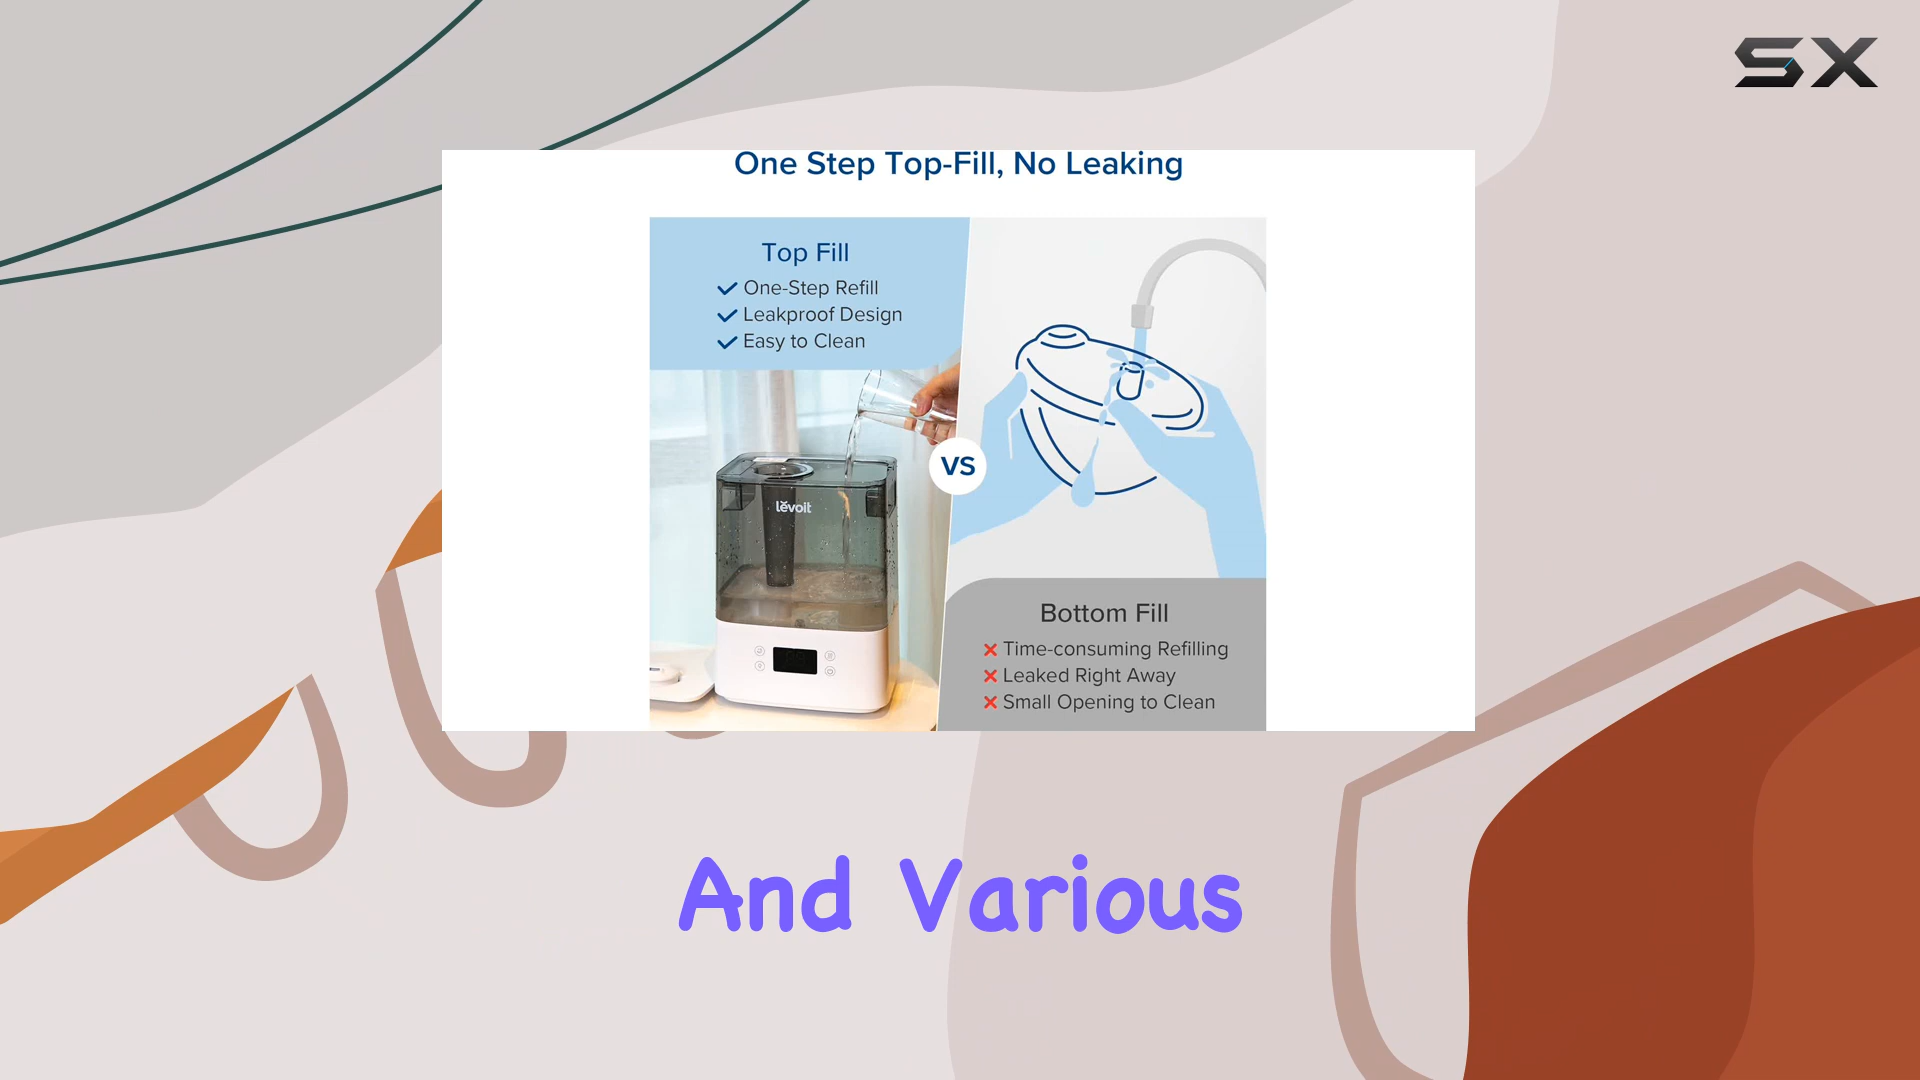 SX
One Step Top-Fill, No Leaking
Top Fill
One-Step Refill
Leakproof Design
Easy to Clean
levoit
VS
Bottom Fill
Time-consuming Refilling
Leaked Right Away
Small Opening to Clean
And Various